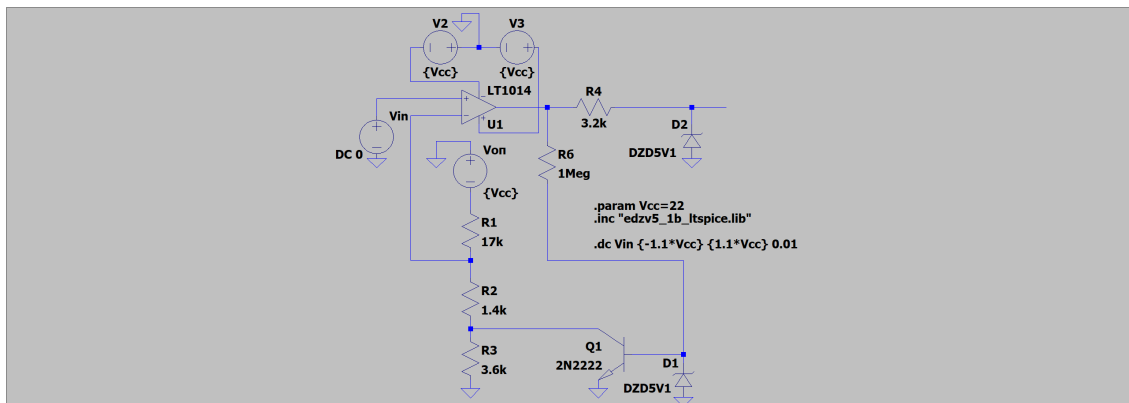 V2
V3
{Vcc}
{Vcc}
LT1014
R4
Vin
U1
3.2k
D2
DC 0
Von
R6
DZD5V1
1Meg
{Vcc}
.param Vcc=22
.inc "edzv5_1b_ltspice.lib"
R1
17k
.dc Vin {-1.1*Vcc} {1.1*Vcc} 0.01
R2
1.4k
Q1
R3
2N2222
D1
3.6k
DZD5V1